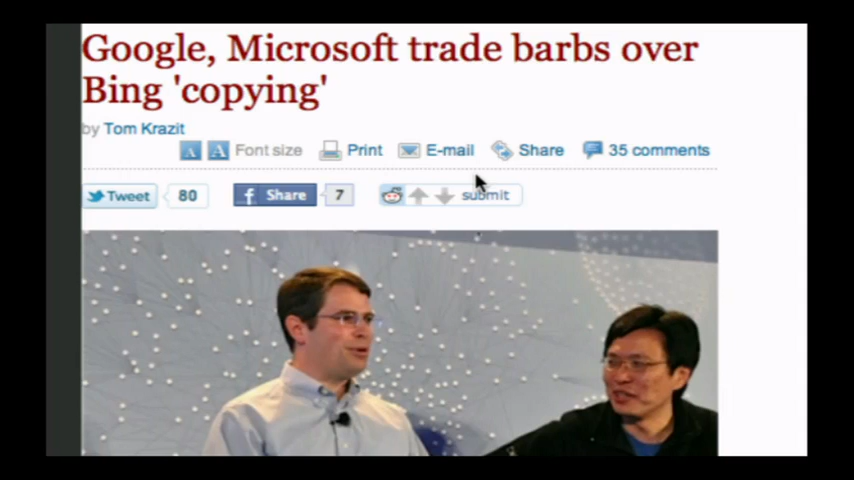 Google, Microsoft trade barbs over
Bing 'copying'
by Tom Krazit
A A Font size Print E-mail Share 35 comments
Tweet 80 f Share 7 submit